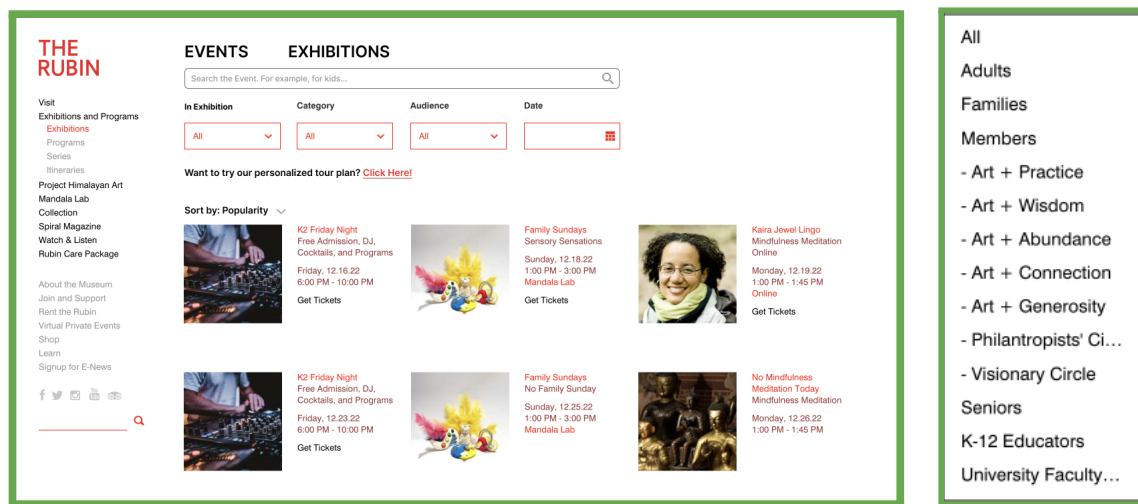 THE
RUBIN
Visit
Exhibitions and Programs
Exhibitions
Programs
Series
Itineraries
Project Himalayan Art
Mandala Lab
Collection
Spiral Magazine
Watch & Listen
Rubin Care Package
About the Museum
Join and Support
Rent the Rubin
Virtual Private Events
Shop
Learn
Signup for E-News
EVENTS EXHIBITIONS
Search the Event. For example, for kids...
In Exhibition Category Audience Date
All All All
Want to try our personalized tour plan? Click Here!
Sort by: Popularity
K2 Friday Night
Free Admission, DJ,
Cocktails, and Programs
Friday, 12.16.22
6:00 PM - 10:00 PM
Get Tickets
Family Sundays
Sensory Sensations
Sunday, 12.18.22
1:00 PM - 3:00 PM
Mandala Lab
Get Tickets
Kaira Jewel Lingo
Mindfulness Meditation
Online
Monday, 12.19.22
1:00 PM - 1:45 PM
Online
Get Tickets
K2 Friday Night
Free Admission, DJ,
Cocktails, and Programs
Friday, 12.23.22
6:00 PM - 10:00 PM
Get Tickets
Family Sundays
No Family Sunday
Sunday, 12.25.22
1:00 PM - 3:00 PM
Mandala Lab
No Mindfulness
Meditation Today
Mindfulness Meditation
Monday, 12.26.22
1:00 PM - 1:45 PM
All
Adults
Families
Members
- Art + Practice
- Art + Wisdom
- Art + Abundance
- Art + Connection
- Art + Generosity
- Philantropists' Ci...
- Visionary Circle
Seniors
K-12 Educators
University Faculty...